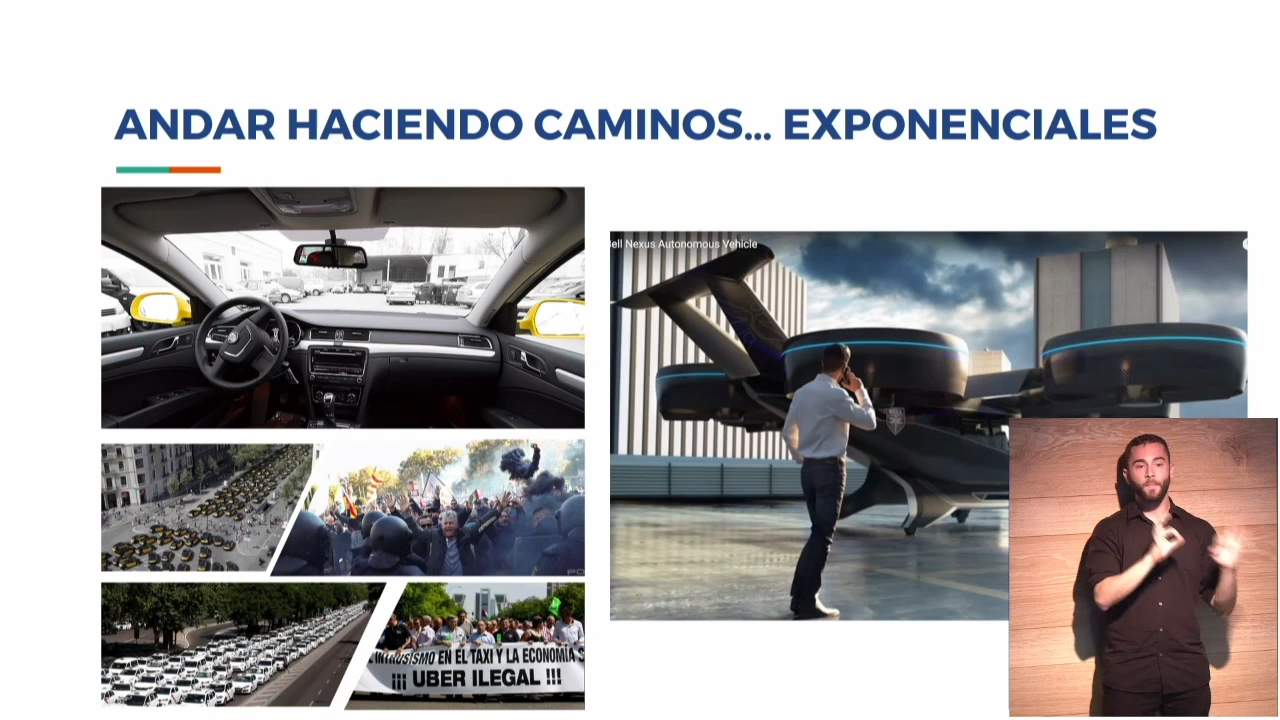 ANDAR HACIENDO CAMINOS... EXPONENCIALES
Bell Nexus Autonomous Vehicle
INTRUSISMO EN EL TAXI Y LA ECONOMÍA S
¡¡¡ UBER ILEGAL !!!